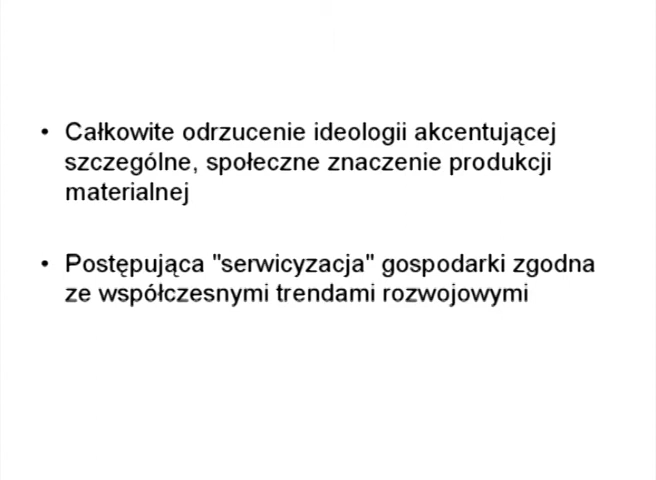 • Całkowite odrzucenie ideologii akcentującej
szczególne, społeczne znaczenie produkcji
materialnej
• Postępująca "serwicyzacja" gospodarki zgodna
ze współczesnymi trendami rozwojowymi